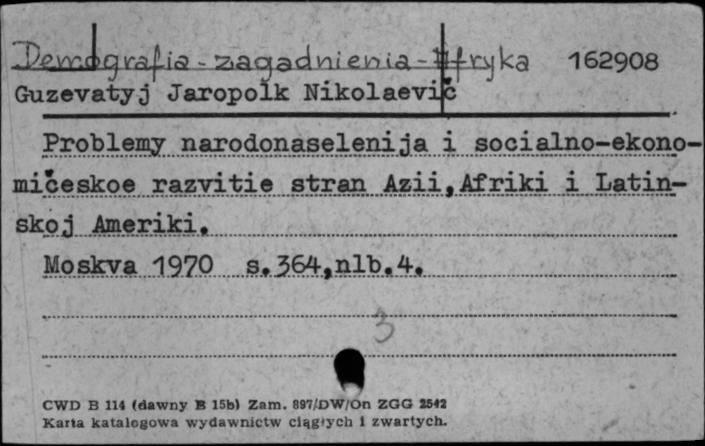 Demografia - zagadnienia - Afryka 162908
Guzevatyj Jaropolk Nikolaevič
Problemy narodonaselenija i socialno-ekono-
mičeskoe razvitie stran Azii,Afriki i Latin-
skoj Ameriki.
Moskva 1970 s.364,nlb.4.
3
CWD B 114 (dawny B 15b) Zam. 897/DW/On ZGG 2542
Karta katalogowa wydawnictw ciągłych i zwartych.